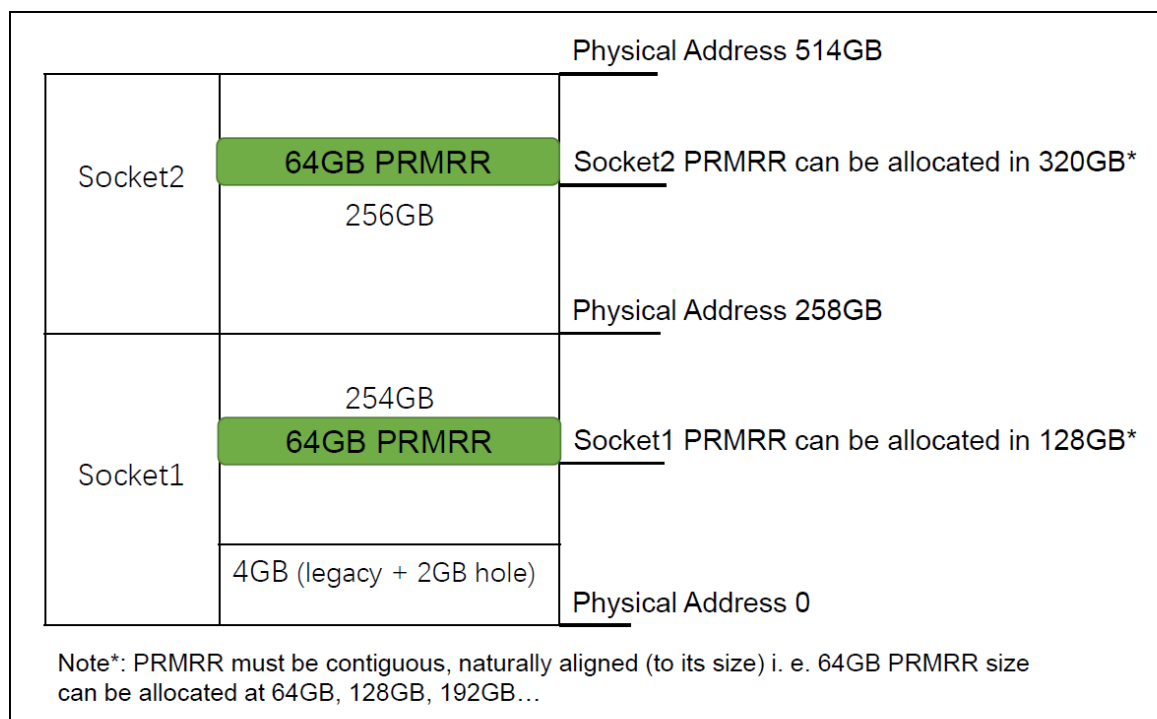 Physical Address 514GB
64GB PRMRR
Socket2
Socket2 PRMRR can be allocated in 320GB*
256GB
Physical Address 258GB
254GB
64GB PRMRR
Socket1 PRMRR can be allocated in 128GB*
Socket1
4GB (legacy + 2GB hole)
Physical Address 0
Note*: PRMRR must be contiguous, naturally aligned (to its size) i. e. 64GB PRMRR size
can be allocated at 64GB, 128GB, 192GB…